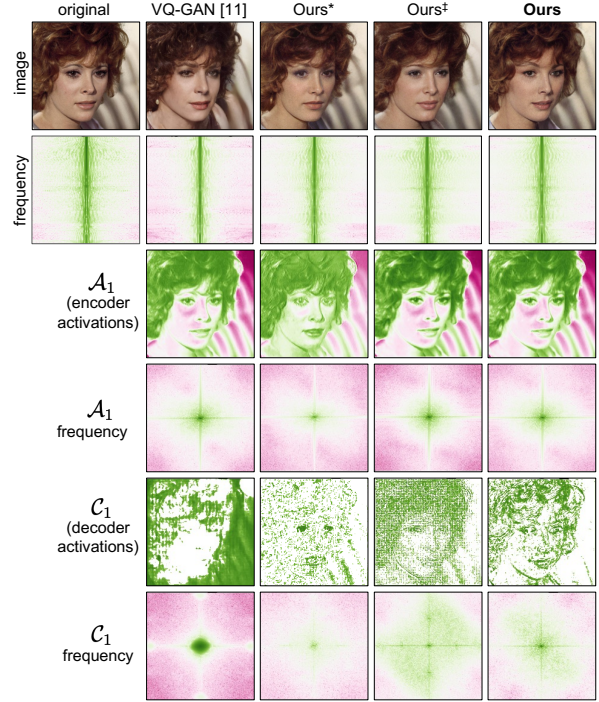 original VQ-GAN [11] Ours* Ours‡ Ours
image
frequency
𝒜₁
(encoder
activations)
𝒜₁
frequency
𝒞₁
(decoder
activations)
𝒞₁
frequency